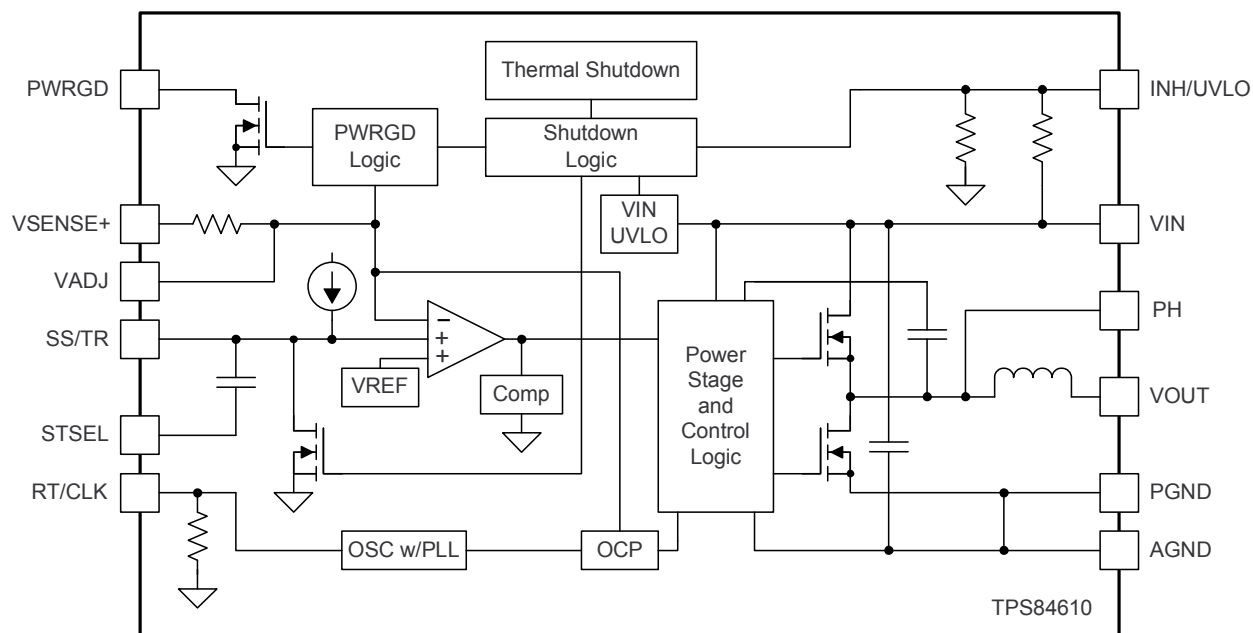 PWRGD
VSENSE+
VADJ
SS/TR
STSEL
RT/CLK
Thermal Shutdown
PWRGD
Logic
Shutdown
Logic
VIN
UVLO
−
+
+
VREF
Comp
Power
Stage
and
Control
Logic
OSC w/PLL
OCP
INH/UVLO
VIN
PH
VOUT
PGND
AGND
TPS84610